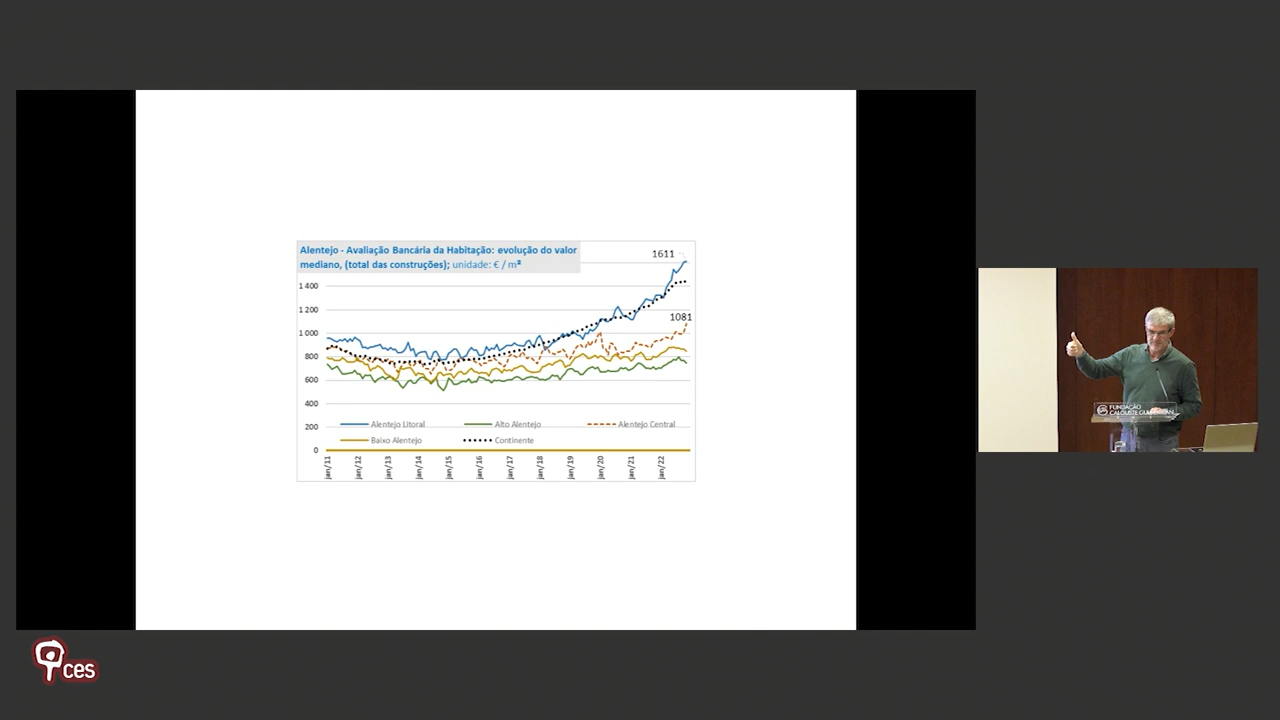 Alentejo - Avaliação Bancária da Habitação: evolução do valor
mediano, (total das construções); unidade: € / m²
1611
1081
1 400
1 200
1 000
800
600
400
200
0
Alentejo Litoral
Alto Alentejo
Alentejo Central
Baixo Alentejo
Continente
jan/11
jan/12
jan/13
jan/14
jan/15
jan/16
jan/17
jan/18
jan/19
jan/20
jan/21
jan/22
FUNDAÇÃO
CALOUSTE GULBENKIAN
ces